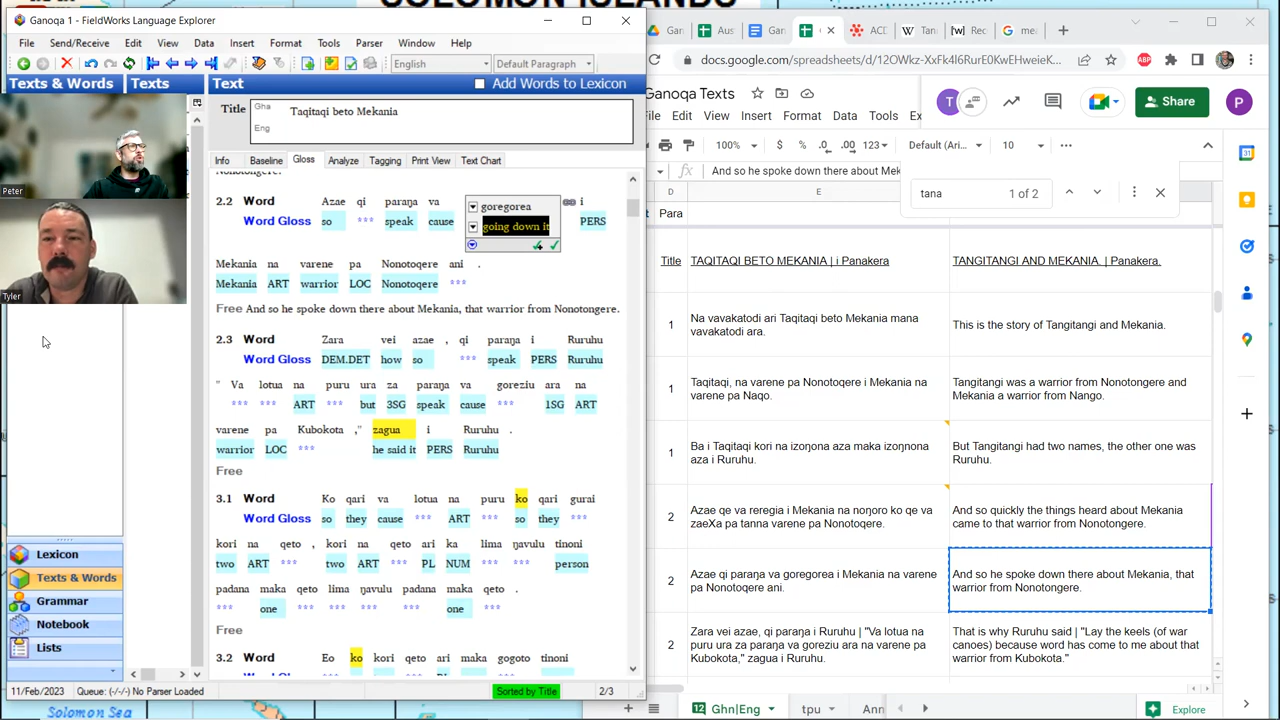 SOLOMON ISLANDS
Ganoqa 1 - FieldWorks Language Explorer
File Send/Receive Edit View Data Insert Format Tools Parser Window Help
English Default Paragraph
Texts & Words
Texts
Text
Add Words to Lexicon
Title
Gha Taqitaqi beto Mekania
Eng
Info Baseline Gloss Analyze Tagging Print View Text Chart
Nonotongere.
2.2 Word Azae qi paraŋa va goregorea i
Word Gloss so *** speak cause going down it PERS
Mekania na varene pa Nonotoqere ani .
Mekania ART warrior LOC Nonotoqere ***
Free And so he spoke down there about Mekania, that warrior from Nonotongere.
2.3 Word Zara vei azae , qi paraŋa i Ruruhu
Word Gloss DEM.DET how so *** speak PERS Ruruhu
" Va lotua na puru ura za paraŋa va goreziu ara na
*** *** ART *** but 3SG speak cause *** 1SG ART
varene pa Kubokota ," zagua i Ruruhu .
warrior LOC *** he said it PERS Ruruhu
Free
3.1 Word Ko qari va lotua na puru ko qari gurai
Word Gloss so they cause *** ART *** so they ***
kori na qeto , kori na qeto ari ka lima ŋavulu tinoni
two ART *** two ART *** PL NUM *** *** person
padana maka qeto lima ŋavulu padana maka qeto .
*** one *** *** *** *** one ***
Free
3.2 Word Eo ko kori qeto ari maka gogoto tinoni
Peter
Tyler
Lexicon
Texts & Words
Grammar
Notebook
Lists
11/Feb/2023 Queue: (-/-/-) No Parser Loaded Sorted by Title 2/3
Solomon Sea
Gar Aus Gar ACD Tan Rec mea
Ganoqa Texts
Share
T
P
File Edit View Insert Format Data Tools Ex
100% $ % .0 .00 123 Default (Ari... 10
And so he spoke down there about Mek
tana 1 of 2
D E
Para
Title TAQITAQI BETO MEKANIA | i Panakera TANGITANGI AND MEKANIA. | Panakera.
1 Na vavakatodi ari Taqitaqi beto Mekania mana
vavakatodi ara.
This is the story of Tangitangi and Mekania.
1 Taqitaqi, na varene pa Nonotoqere i Mekania na
varene pa Naqo.
Tangitangi was a warrior from Nonotongere and
Mekania a warrior from Nango.
1 Ba i Taqitaqi kori na izoŋona aza maka izoŋona
aza i Ruruhu.
But Tangitangi had two names, the other one was
Ruruhu.
2 Azae qe va reregia i Mekania na noŋoro ko qe va
zaeXa pa tanna varene pa Nonotoqere.
And so quickly the things heard about Mekania
came to that warrior from Nonotongere.
2 Azae qi paraŋa va goregorea i Mekania na varene
pa Nonotoqere ani.
And so he spoke down there about Mekania, that
warrior from Nonotongere.
2 Zara vei azae, qi paraŋa i Ruruhu | "Va lotua na
puru ura za paraŋa va goreziu ara na varene pa
Kubokota," zagua i Ruruhu.
That is why Ruruhu said | "Lay the keels (of war
canoes) because word has come to me about that
warrior from Kubokota."
Ghn|Eng tpu Ann
Explore